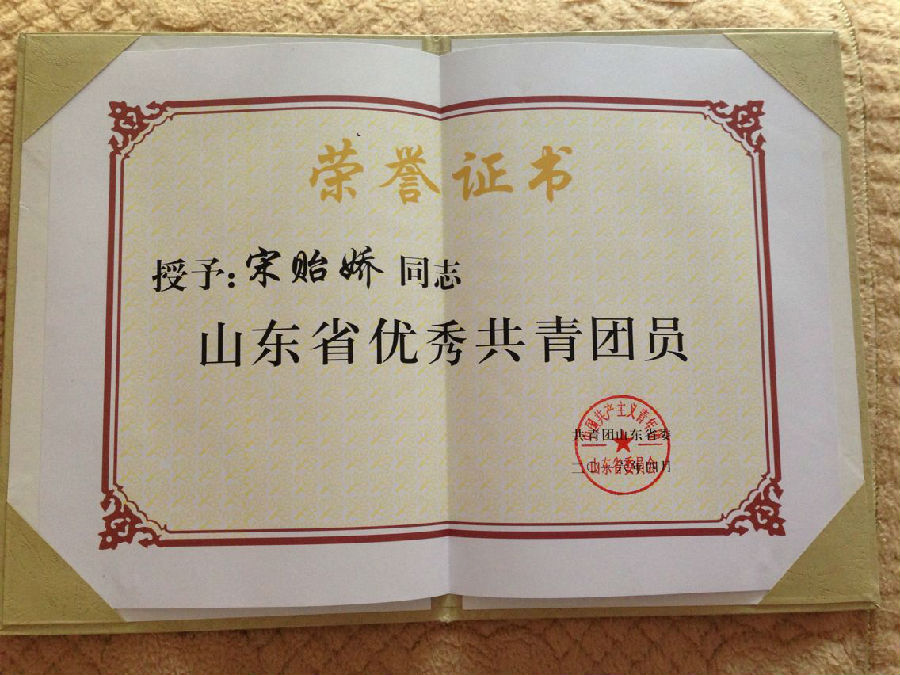 荣誉证书
授予：宋贻娇 同志
山东省优秀共青团员
共青团山东省委